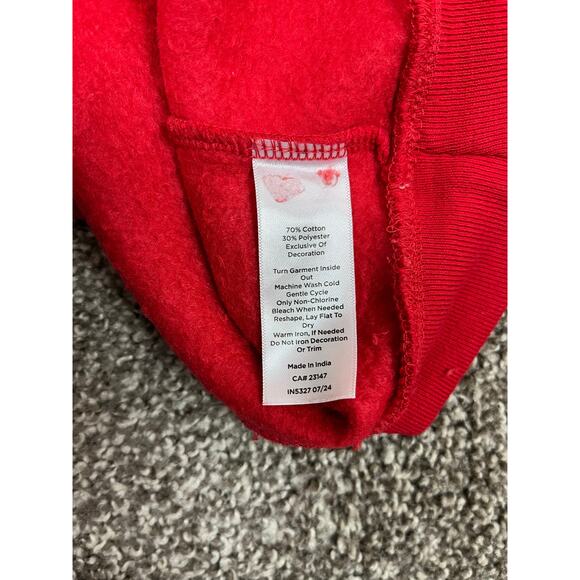 70% Cotton
30% Polyester
Exclusive Of
Decoration
Turn Garment Inside
Out
Machine Wash Cold
Gentle Cycle
Only Non-Chlorine
Bleach When Needed
Reshape, Lay Flat To
Dry
Warm Iron, If Needed
Do Not Iron Decoration
Or Trim
Made In India
CA# 23147
IN5327 07/24